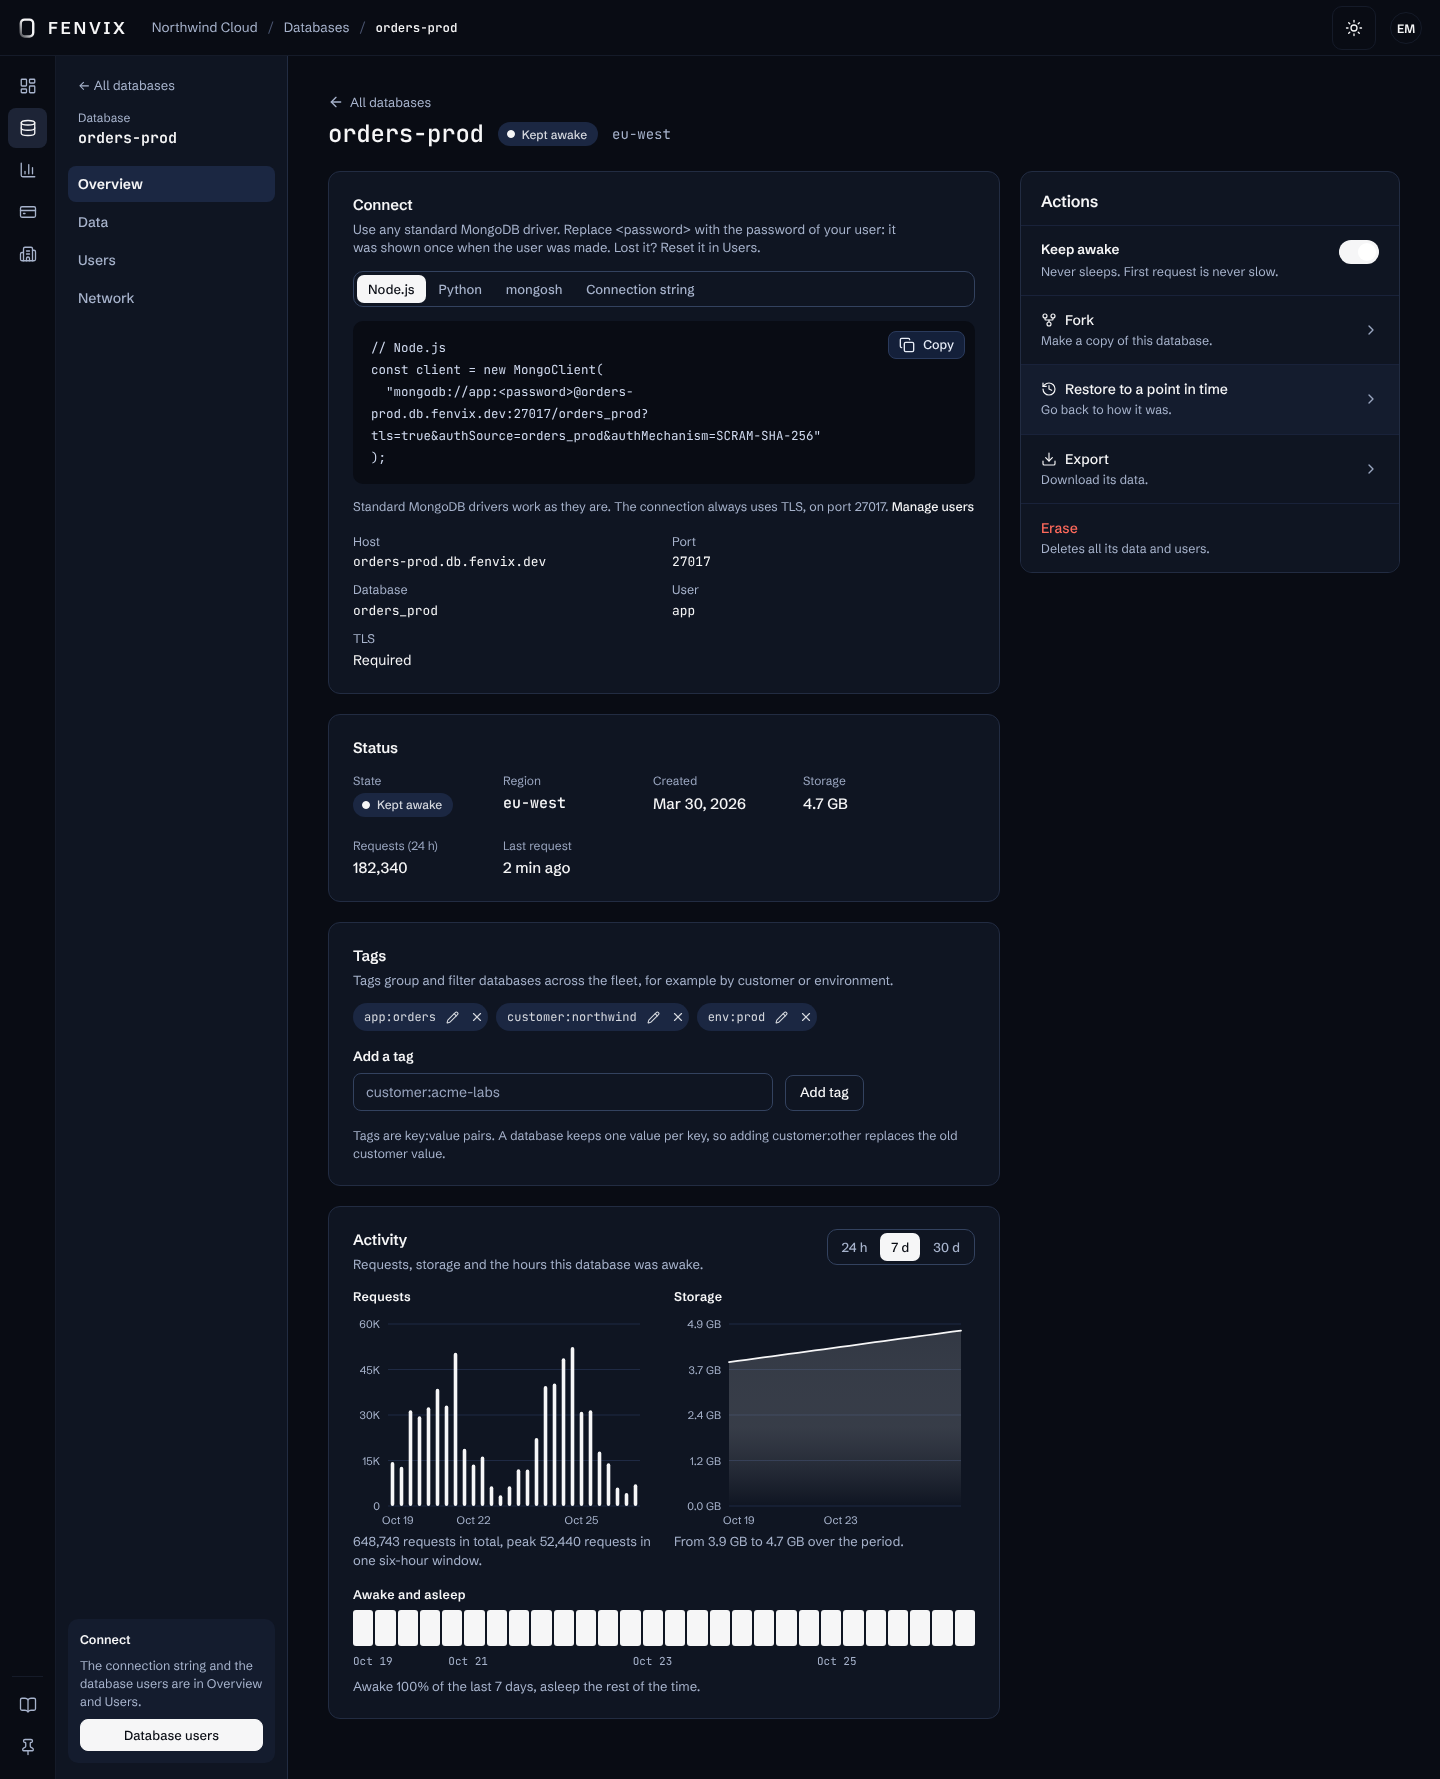 FENVIX
Northwind Cloud / Databases / orders-prod
EM
← All databases
Database
orders-prod
Overview
Data
Users
Network
Connect
The connection string and the
database users are in Overview
and Users.
Database users
← All databases
orders-prod
Kept awake
eu-west
Connect
Use any standard MongoDB driver. Replace <password> with the password of your user: it
was shown once when the user was made. Lost it? Reset it in Users.
Node.js
Python
mongosh
Connection string
Copy
// Node.js
const client = new MongoClient(
"mongodb://app:<password>@orders-
prod.db.fenvix.dev:27017/orders_prod?
tls=true&authSource=orders_prod&authMechanism=SCRAM-SHA-256"
);
Standard MongoDB drivers work as they are. The connection always uses TLS, on port 27017. Manage users
Host
orders-prod.db.fenvix.dev
Port
27017
Database
orders_prod
User
app
TLS
Required
Status
State
Kept awake
Region
eu-west
Created
Mar 30, 2026
Storage
4.7 GB
Requests (24 h)
182,340
Last request
2 min ago
Tags
Tags group and filter databases across the fleet, for example by customer or environment.
app:orders
customer:northwind
env:prod
Add a tag
customer:acme-labs
Add tag
Tags are key:value pairs. A database keeps one value per key, so adding customer:other replaces the old
customer value.
Activity
Requests, storage and the hours this database was awake.
24 h
7 d
30 d
Requests
60K
45K
30K
15K
0
Oct 19
Oct 22
Oct 25
648,743 requests in total, peak 52,440 requests in
one six-hour window.
Storage
4.9 GB
3.7 GB
2.4 GB
1.2 GB
0.0 GB
Oct 19
Oct 23
From 3.9 GB to 4.7 GB over the period.
Awake and asleep
Oct 19
Oct 21
Oct 23
Oct 25
Awake 100% of the last 7 days, asleep the rest of the time.
Actions
Keep awake
Never sleeps. First request is never slow.
Fork
Make a copy of this database.
Restore to a point in time
Go back to how it was.
Export
Download its data.
Erase
Deletes all its data and users.